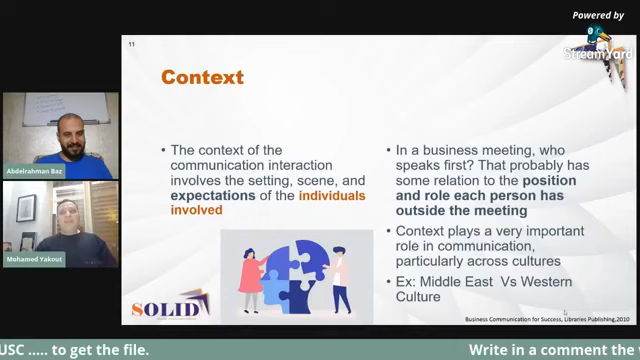 Powered by
StreamYard
11
Context
• The context of the
communication interaction
involves the setting, scene, and
expectations of the individuals
involved
• In a business meeting, who
speaks first? That probably has
some relation to the position
and role each person has
outside the meeting
• Context plays a very important
role in communication,
particularly across cultures
• Ex: Middle East Vs Western
Culture
Abdelrahman Baz
Mohamed Yakout
SOLID
Business Communication for Success, Libraries Publishing,2010
USC ..... to get the file.
Write in a comment the